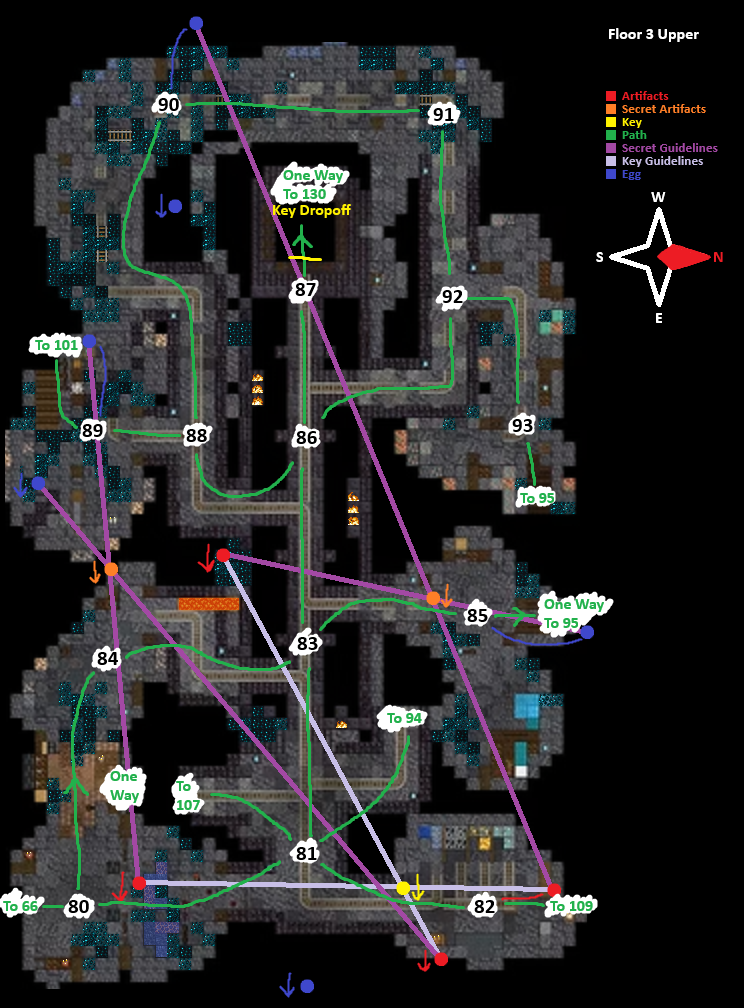 Floor 3 Upper
Artifacts
Secret Artifacts
Key
Path
Secret Guidelines
Key Guidelines
Egg
W
S
N
E
90
91
One Way
To 130
Key Dropoff
87
92
To 101
89
88
86
93
To 95
One Way
To 95
85
83
84
To 94
One
Way
To
107
81
To 66
80
82
To 109